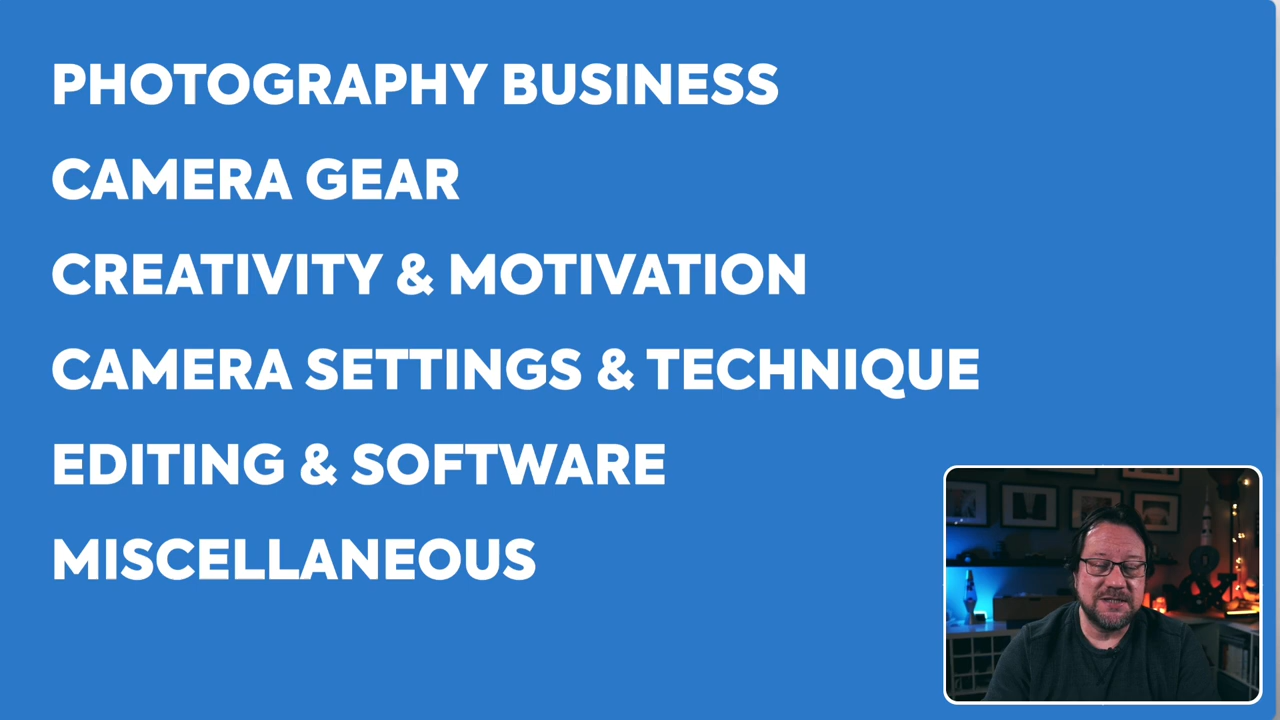 PHOTOGRAPHY BUSINESS
CAMERA GEAR
CREATIVITY & MOTIVATION
CAMERA SETTINGS & TECHNIQUE
EDITING & SOFTWARE
MISCELLANEOUS